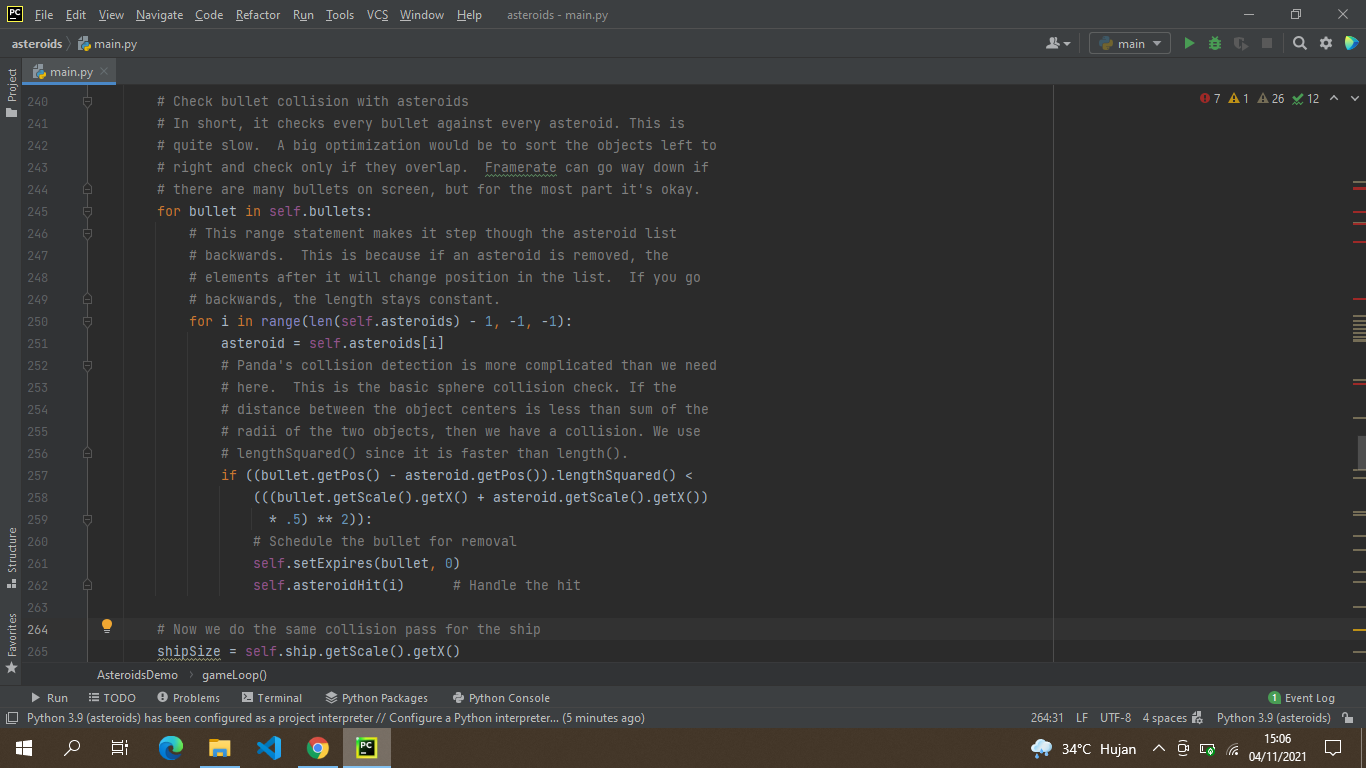 PC File Edit View Navigate Code Refactor Run Tools VCS Window Help asteroids - main.py
asteroids main.py main
Project main.py
240 # Check bullet collision with asteroids 7 1 26 12
241 # In short, it checks every bullet against every asteroid. This is
242 # quite slow.  A big optimization would be to sort the objects left to
243 # right and check only if they overlap.  Framerate can go way down if
244 # there are many bullets on screen, but for the most part it's okay.
245 for bullet in self.bullets:
246 # This range statement makes it step though the asteroid list
247 # backwards.  This is because if an asteroid is removed, the
248 # elements after it will change position in the list.  If you go
249 # backwards, the length stays constant.
250 for i in range(len(self.asteroids) - 1, -1, -1):
251 asteroid = self.asteroids[i]
252 # Panda's collision detection is more complicated than we need
253 # here.  This is the basic sphere collision check. If the
254 # distance between the object centers is less than sum of the
255 # radii of the two objects, then we have a collision. We use
256 # lengthSquared() since it is faster than length().
257 if ((bullet.getPos() - asteroid.getPos()).lengthSquared() <
258 (((bullet.getScale().getX() + asteroid.getScale().getX())
259 * .5) ** 2)):
260 # Schedule the bullet for removal
261 self.setExpires(bullet, 0)
262 self.asteroidHit(i)      # Handle the hit
263
264 # Now we do the same collision pass for the ship
265 shipSize = self.ship.getScale().getX()
Structure
Favorites
AsteroidsDemo gameLoop()
Run TODO Problems Terminal Python Packages Python Console 1 Event Log
Python 3.9 (asteroids) has been configured as a project interpreter // Configure a Python interpreter... (5 minutes ago) 264:31 LF UTF-8 4 spaces Python 3.9 (asteroids)
PC 34°C Hujan 15:06
04/11/2021